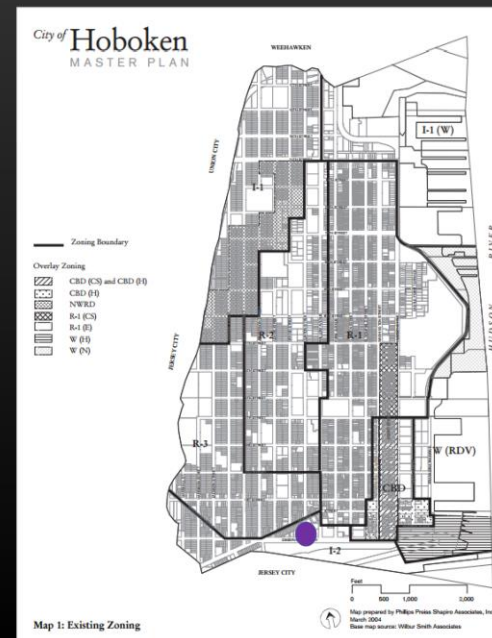 City of Hoboken
MASTER PLAN
WEEHAWKEN
UNION CITY
I-1 (W)
I-1
HUDSON RIVER
Zoning Boundary
Overlay Zoning
CBD (CS) and CBD (H)
CBD (H)
NWRD
R-1 (CS)
R-1 (E)
W (H)
W (N)
R-2
R-1
JERSEY CITY
R-3
W (RDV)
CBD
I-2
JERSEY CITY
Feet
0 500 1,000 2,000
Map 1: Existing Zoning
Map prepared by Phillips Preiss Shapiro Associates, Inc
March 2004
Base map source: Wilbur Smith Associates